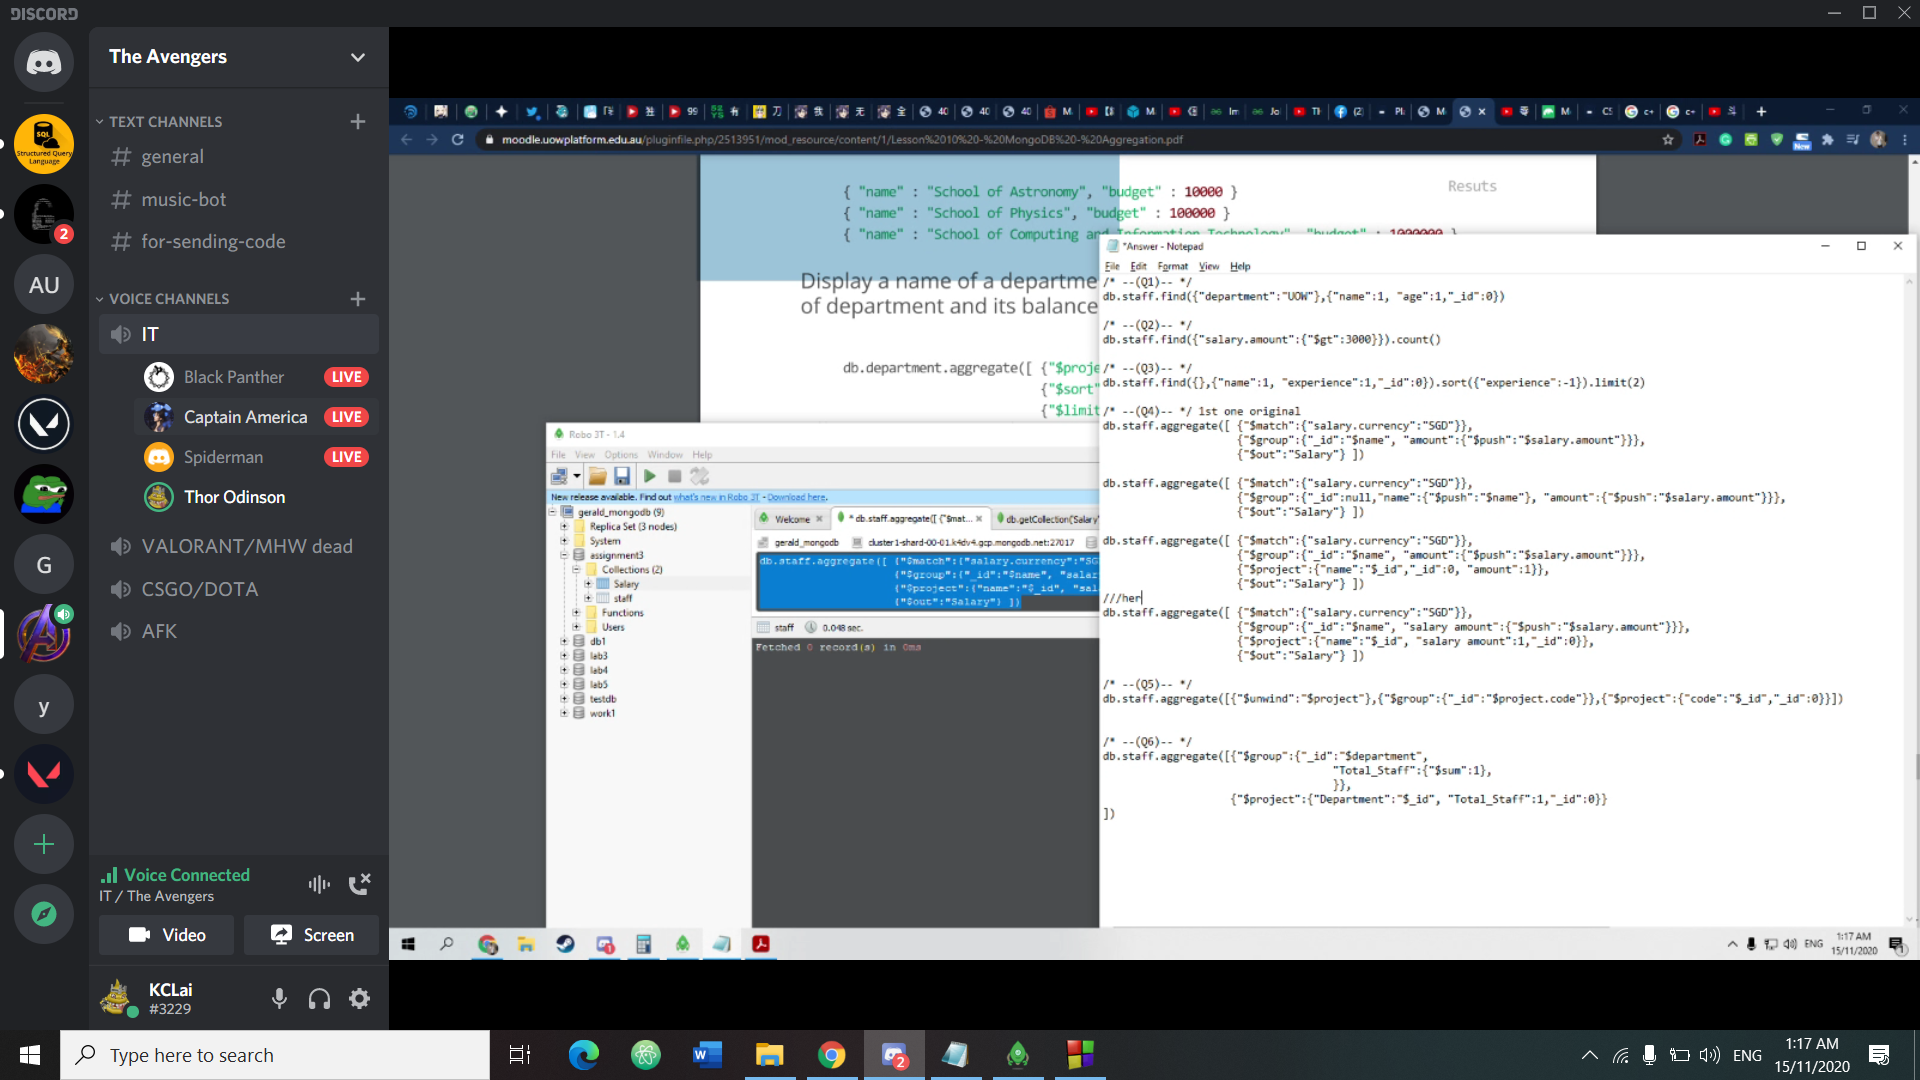 DISCORD
The Avengers
TEXT CHANNELS
general
music-bot
for-sending-code
VOICE CHANNELS
IT
Black Panther LIVE
Captain America LIVE
Spiderman LIVE
Thor Odinson
VALORANT/MHW dead
CSGO/DOTA
AFK
Voice Connected
IT / The Avengers
Video
Screen
KCLai
#3229
SQL
Structured Query
Language
2
AU
G
y
moodle.uowplatform.edu.au/pluginfile.php/2513951/mod_resource/content/1/Lesson%2010%20-%20MongoDB%20-%20Aggregation.pdf
New
{ "name" : "School of Astronomy", "budget" : 10000 }
{ "name" : "School of Physics", "budget" : 100000 }
{ "name" : "School of Computing and Information Technology", "budget" : 1000000 }
Resuts
Display a name of a departme
of department and its balance
db.department.aggregate([ {"$proje
{"$sort"
{"$limit
Robo 3T - 1.4
File View Options Window Help
New release available. Find out what's new in Robo 3T - Download here.
gerald_mongodb (9)
Replica Set (3 nodes)
System
assignment3
Collections (2)
Salary
staff
Functions
Users
db1
lab3
lab4
lab5
testdb
work1
Welcome
* db.staff.aggregate([ {"$mat...
db.getCollection('Salary'
gerald_mongodb
cluster1-shard-00-01.k4dv4.gcp.mongodb.net:27017
db.staff.aggregate([ {"$match":{"salary.currency":"SG
{"$group":{"_id":"$name", "salar
{"$project":{"name":"$_id", "sal
{"$out":"Salary"} ])
staff
0.048 sec.
Fetched 0 record(s) in 0ms
*Answer - Notepad
File Edit Format View Help
/* --(Q1)-- */
db.staff.find({"department":"UOW"},{"name":1, "age":1,"_id":0})
/* --(Q2)-- */
db.staff.find({"salary.amount":{"$gt":3000}}).count()
/* --(Q3)-- */
db.staff.find({},{"name":1, "experience":1,"_id":0}).sort({"experience":-1}).limit(2)
/* --(Q4)-- */ 1st one original
db.staff.aggregate([ {"$match":{"salary.currency":"SGD"}},
{"$group":{"_id":"$name", "amount":{"$push":"$salary.amount"}}},
{"$out":"Salary"} ])
db.staff.aggregate([ {"$match":{"salary.currency":"SGD"}},
{"$group":{"_id":null,"name":{"$push":"$name"}, "amount":{"$push":"$salary.amount"}}},
{"$out":"Salary"} ])
db.staff.aggregate([ {"$match":{"salary.currency":"SGD"}},
{"$group":{"_id":"$name", "amount":{"$push":"$salary.amount"}}},
{"$project":{"name":"$_id","_id":0, "amount":1}},
{"$out":"Salary"} ])
///her
db.staff.aggregate([ {"$match":{"salary.currency":"SGD"}},
{"$group":{"_id":"$name", "salary amount":{"$push":"$salary.amount"}}},
{"$project":{"name":"$_id", "salary amount":1,"_id":0}},
{"$out":"Salary"} ])
/* --(Q5)-- */
db.staff.aggregate([{"$unwind":"$project"},{"$group":{"_id":"$project.code"}},{"$project":{"code":"$_id","_id":0}}])
/* --(Q6)-- */
db.staff.aggregate([{"$group":{"_id":"$department",
"Total_Staff":{"$sum":1},
}},
{"$project":{"Department":"$_id", "Total_Staff":1,"_id":0}}
])
ENG
1:17 AM
15/11/2020
Type here to search
2
ENG
1:17 AM
15/11/2020